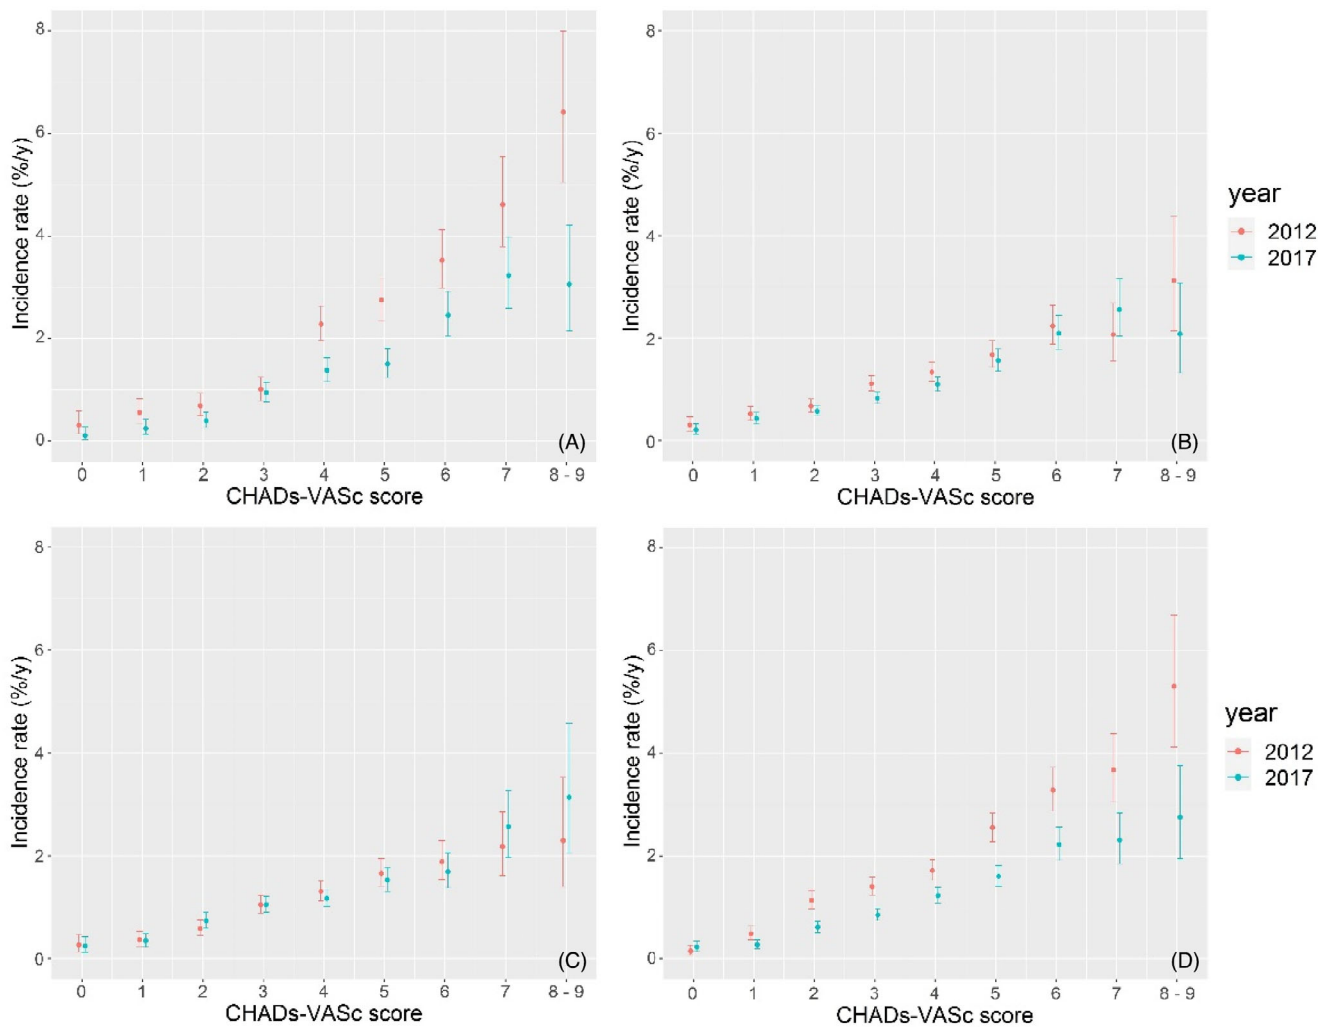 8
6
4
2
0
Incidence rate (%/y)
0 1 2 3 4 5 6 7 8 - 9
CHADs-VASc score
(A)
8
6
4
2
0
Incidence rate (%/y)
0 1 2 3 4 5 6 7 8 - 9
CHADs-VASc score
(B)
year
2012
2017
8
6
4
2
0
Incidence rate (%/y)
0 1 2 3 4 5 6 7 8 - 9
CHADs-VASc score
(C)
8
6
4
2
0
Incidence rate (%/y)
0 1 2 3 4 5 6 7 8 - 9
CHADs-VASc score
(D)
year
2012
2017